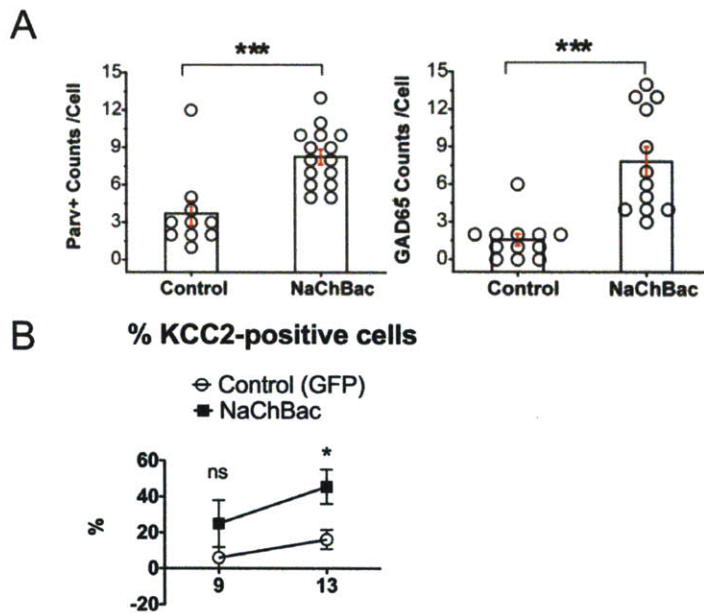 A
***
15
12
9
6
3
0
Parv+ Counts /Cell
Control
NaChBac
***
15
12
9
6
3
0
GAD65 Counts /Cell
Control
NaChBac
B
% KCC2-positive cells
Control (GFP)
NaChBac
60
40
20
0
-20
%
ns
*
9
13